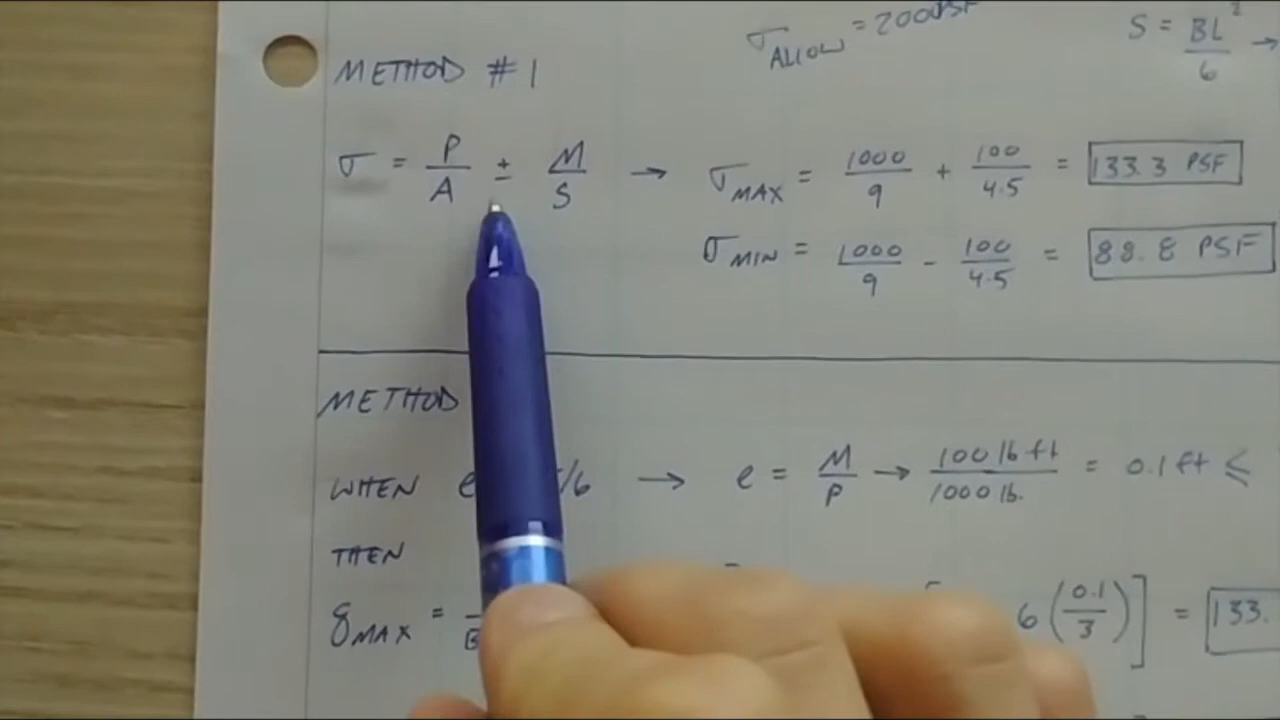 σ ALLOW = 2000 PSF
S = BL² / 6 →
METHOD #1
σ = P/A ± M/S → σ MAX = 1000/9 + 100/4.5 = 133.3 PSF
σ MIN = 1000/9 - 100/4.5 = 88.8 PSF
METHOD
WHEN e /6 → e = M/P → 100 lb ft / 1000 lb. = 0.1 ft ≤
THEN
q MAX = 6 (0.1/3)] = 133.